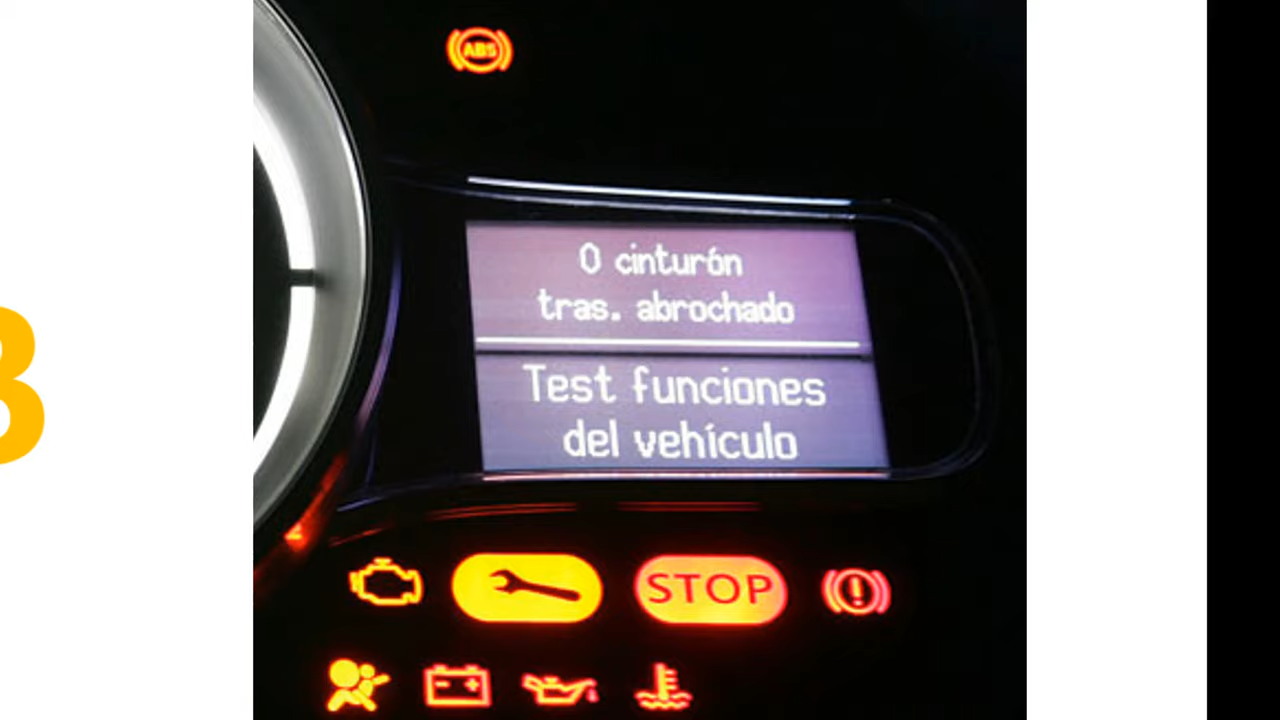 ABS
0 cinturón
tras. abrochado
Test funciones
del vehículo
STOP